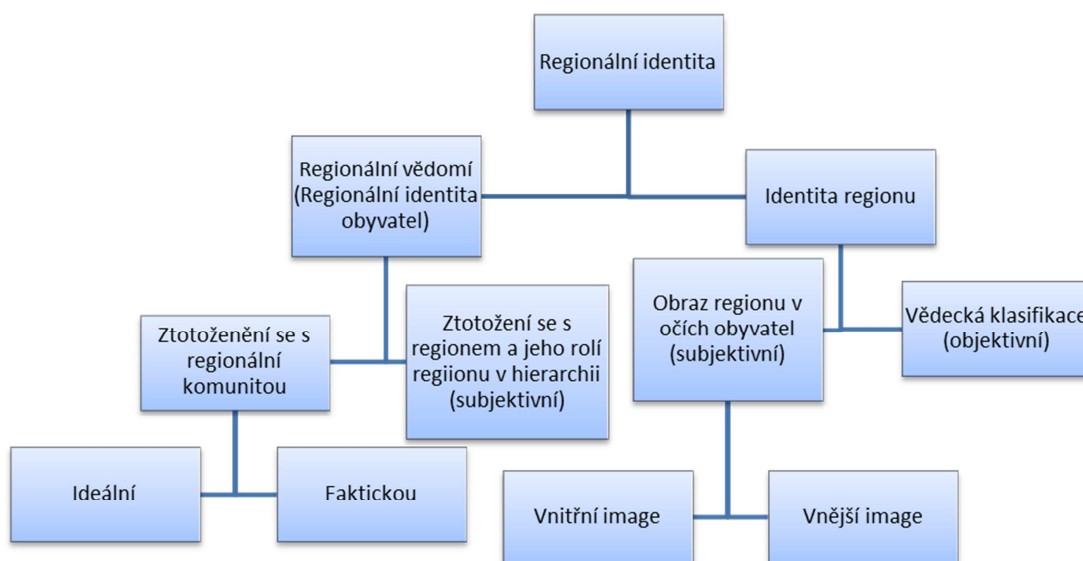 Regionální identita
Regionální vědomí
(Regionální identita
obyvatel)
Identita regionu
Ztotoženění se s
regionální
komunitou
Ztotožení se s
regionem a jeho rolí
regiionu v hierarchii
(subjektivní)
Obraz regionu v
očích obyvatel
(subjektivní)
Vědecká klasifikace
(objektivní)
Ideální
Faktickou
Vnitřní image
Vnější image